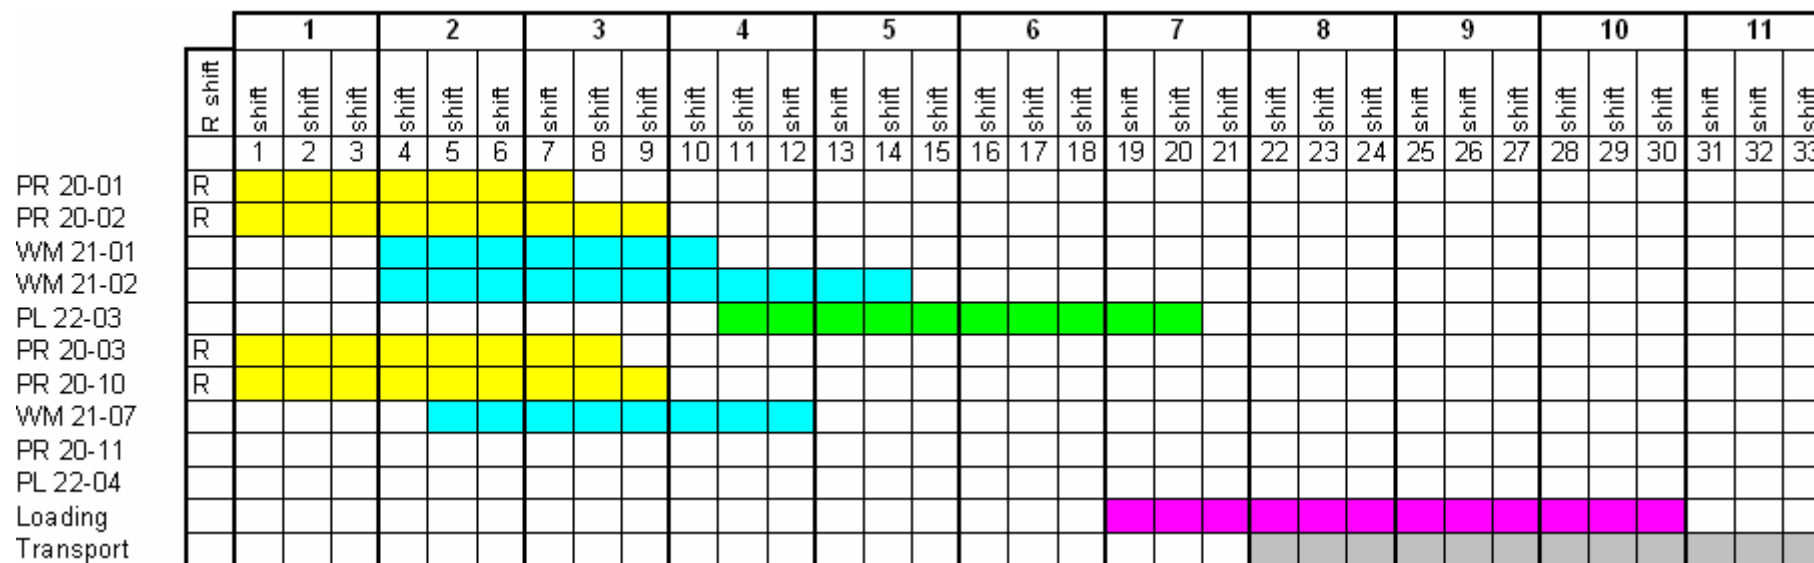 1 2 3 4 5 6 7 8 9 10 11
R shift shift shift shift shift shift shift shift shift shift shift shift shift shift shift shift shift shift shift shift shift shift shift shift shift shift shift shift shift shift shift shift shift shift
1 2 3 4 5 6 7 8 9 10 11 12 13 14 15 16 17 18 19 20 21 22 23 24 25 26 27 28 29 30 31 32 33
PR 20-01 R
PR 20-02 R
WM 21-01
WM 21-02
PL 22-03
PR 20-03 R
PR 20-10 R
WM 21-07
PR 20-11
PL 22-04
Loading
Transport